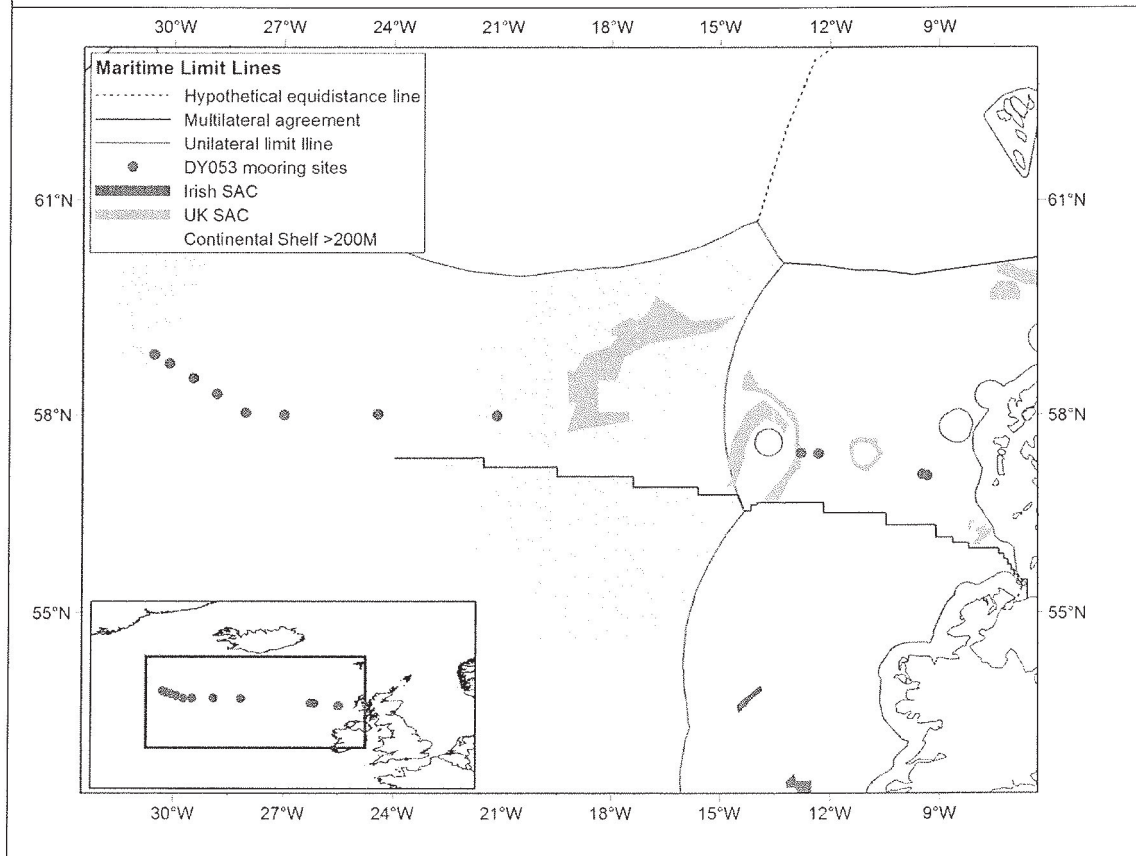 30°W 27°W 24°W 21°W 18°W 15°W 12°W 9°W
Maritime Limit Lines
Hypothetical equidistance line
Multilateral agreement
Unilateral limit lline
DY053 mooring sites
Irish SAC
UK SAC
Continental Shelf >200M
61°N 61°N
58°N 58°N
55°N 55°N
30°W 27°W 24°W 21°W 18°W 15°W 12°W 9°W